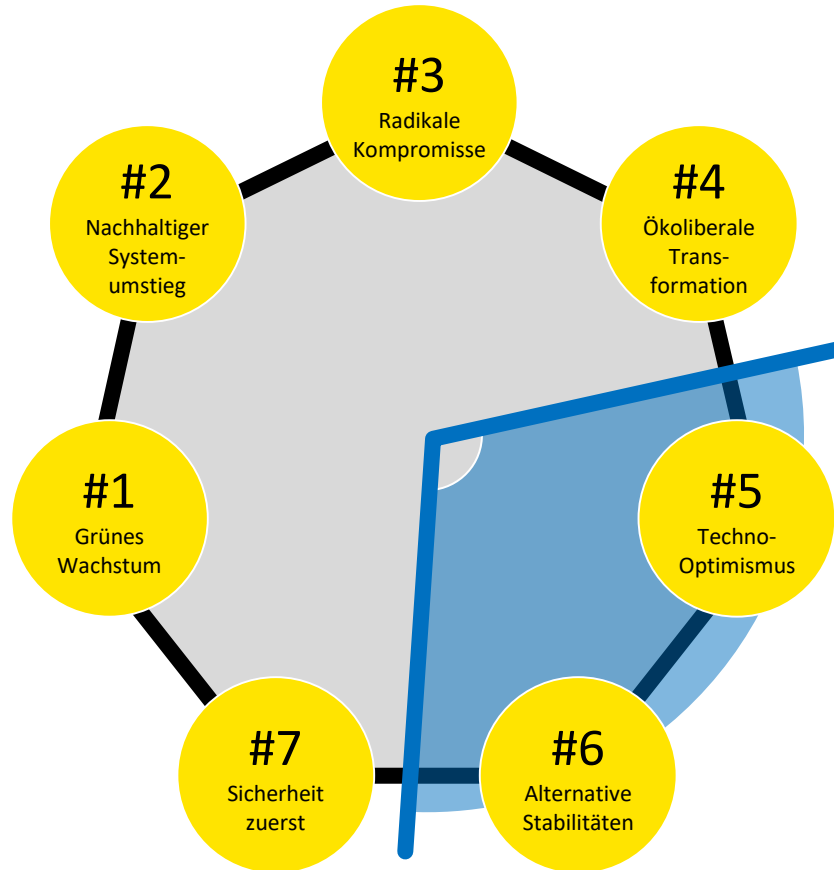 #3
Radikale
Kompromisse
#2
Nachhaltiger
System-
umstieg
#4
Ökoliberale
Trans-
formation
#1
Grünes
Wachstum
#5
Techno-
Optimismus
#7
Sicherheit
zuerst
#6
Alternative
Stabilitäten